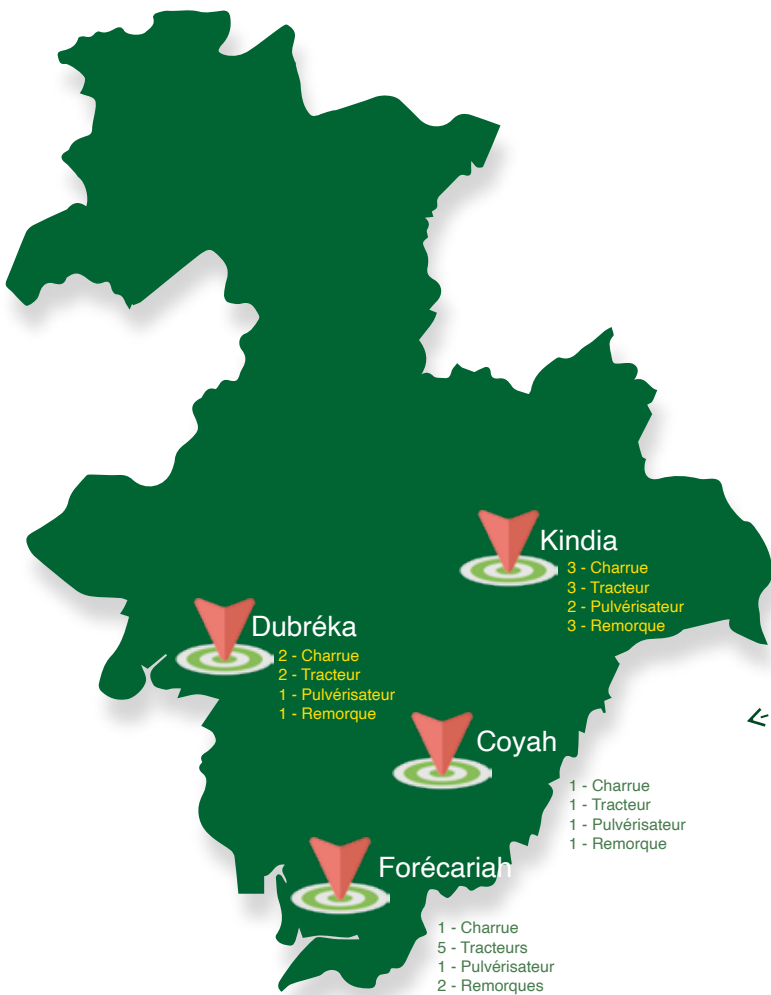 Kindia
3 - Charrue
3 - Tracteur
2 - Pulvérisateur
3 - Remorque
Dubréka
2 - Charrue
2 - Tracteur
1 - Pulvérisateur
1 - Remorque
Coyah
1 - Charrue
1 - Tracteur
1 - Pulvérisateur
1 - Remorque
Forécariah
1 - Charrue
5 - Tracteurs
1 - Pulvérisateur
2 - Remorques